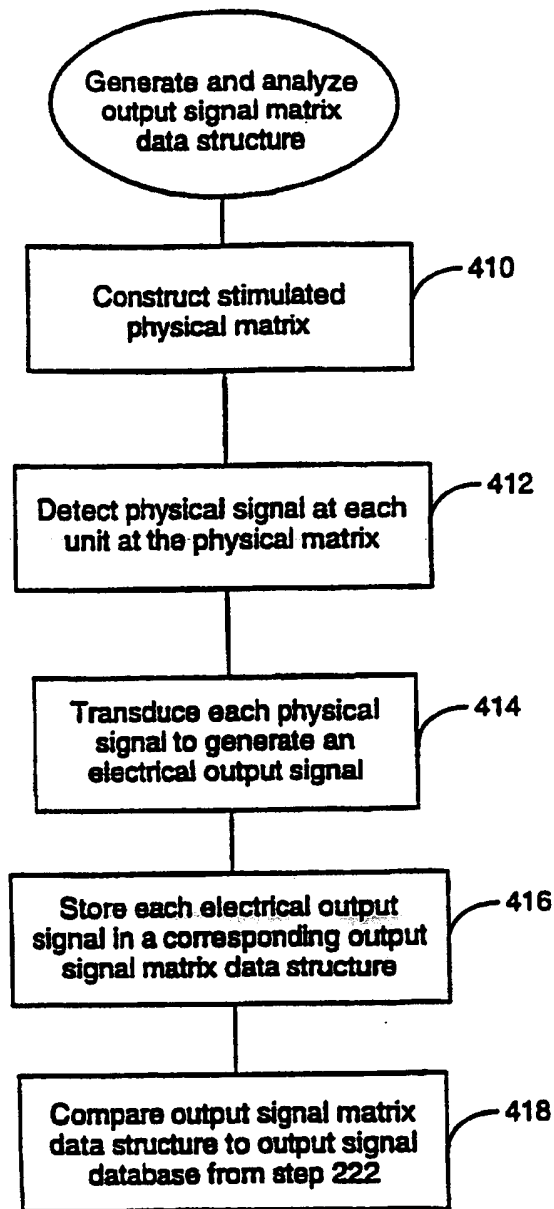 Generate and analyze
output signal matrix
data structure
410
Construct stimulated
physical matrix
412
Detect physical signal at each
unit at the physical matrix
414
Transduce each physical
signal to generate an
electrical output signal
416
Store each electrical output
signal in a corresponding output
signal matrix data structure
418
Compare output signal matrix
data structure to output signal
database from step 222